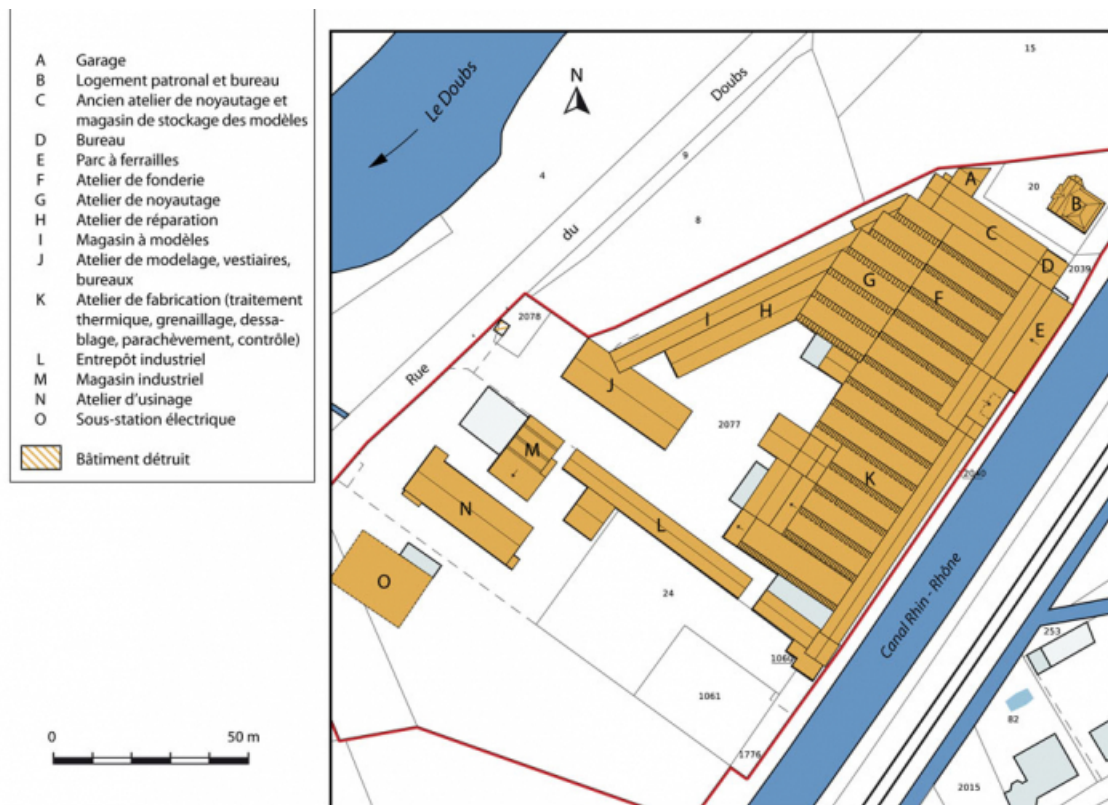 A Garage
B Logement patronal et bureau
C Ancien atelier de noyautage et
magasin de stockage des modèles
D Bureau
E Parc à ferrailles
F Atelier de fonderie
G Atelier de noyautage
H Atelier de réparation
I Magasin à modèles
J Atelier de modelage, vestiaires,
bureaux
K Atelier de fabrication (traitement
thermique, grenaillage, dessa-
blage, parachèvement, contrôle)
L Entrepôt industriel
M Magasin industriel
N Atelier d'usinage
O Sous-station électrique
Bâtiment détruit
0 50 m
Le Doubs
N
Rue du Doubs
15
4
9
8
20
A
B
C
D
2039
E
F
G
H
I
2078
J
2077
K
2040
L
M
N
O
24
1060
1061
1776
Canal Rhin - Rhône
253
82
2015